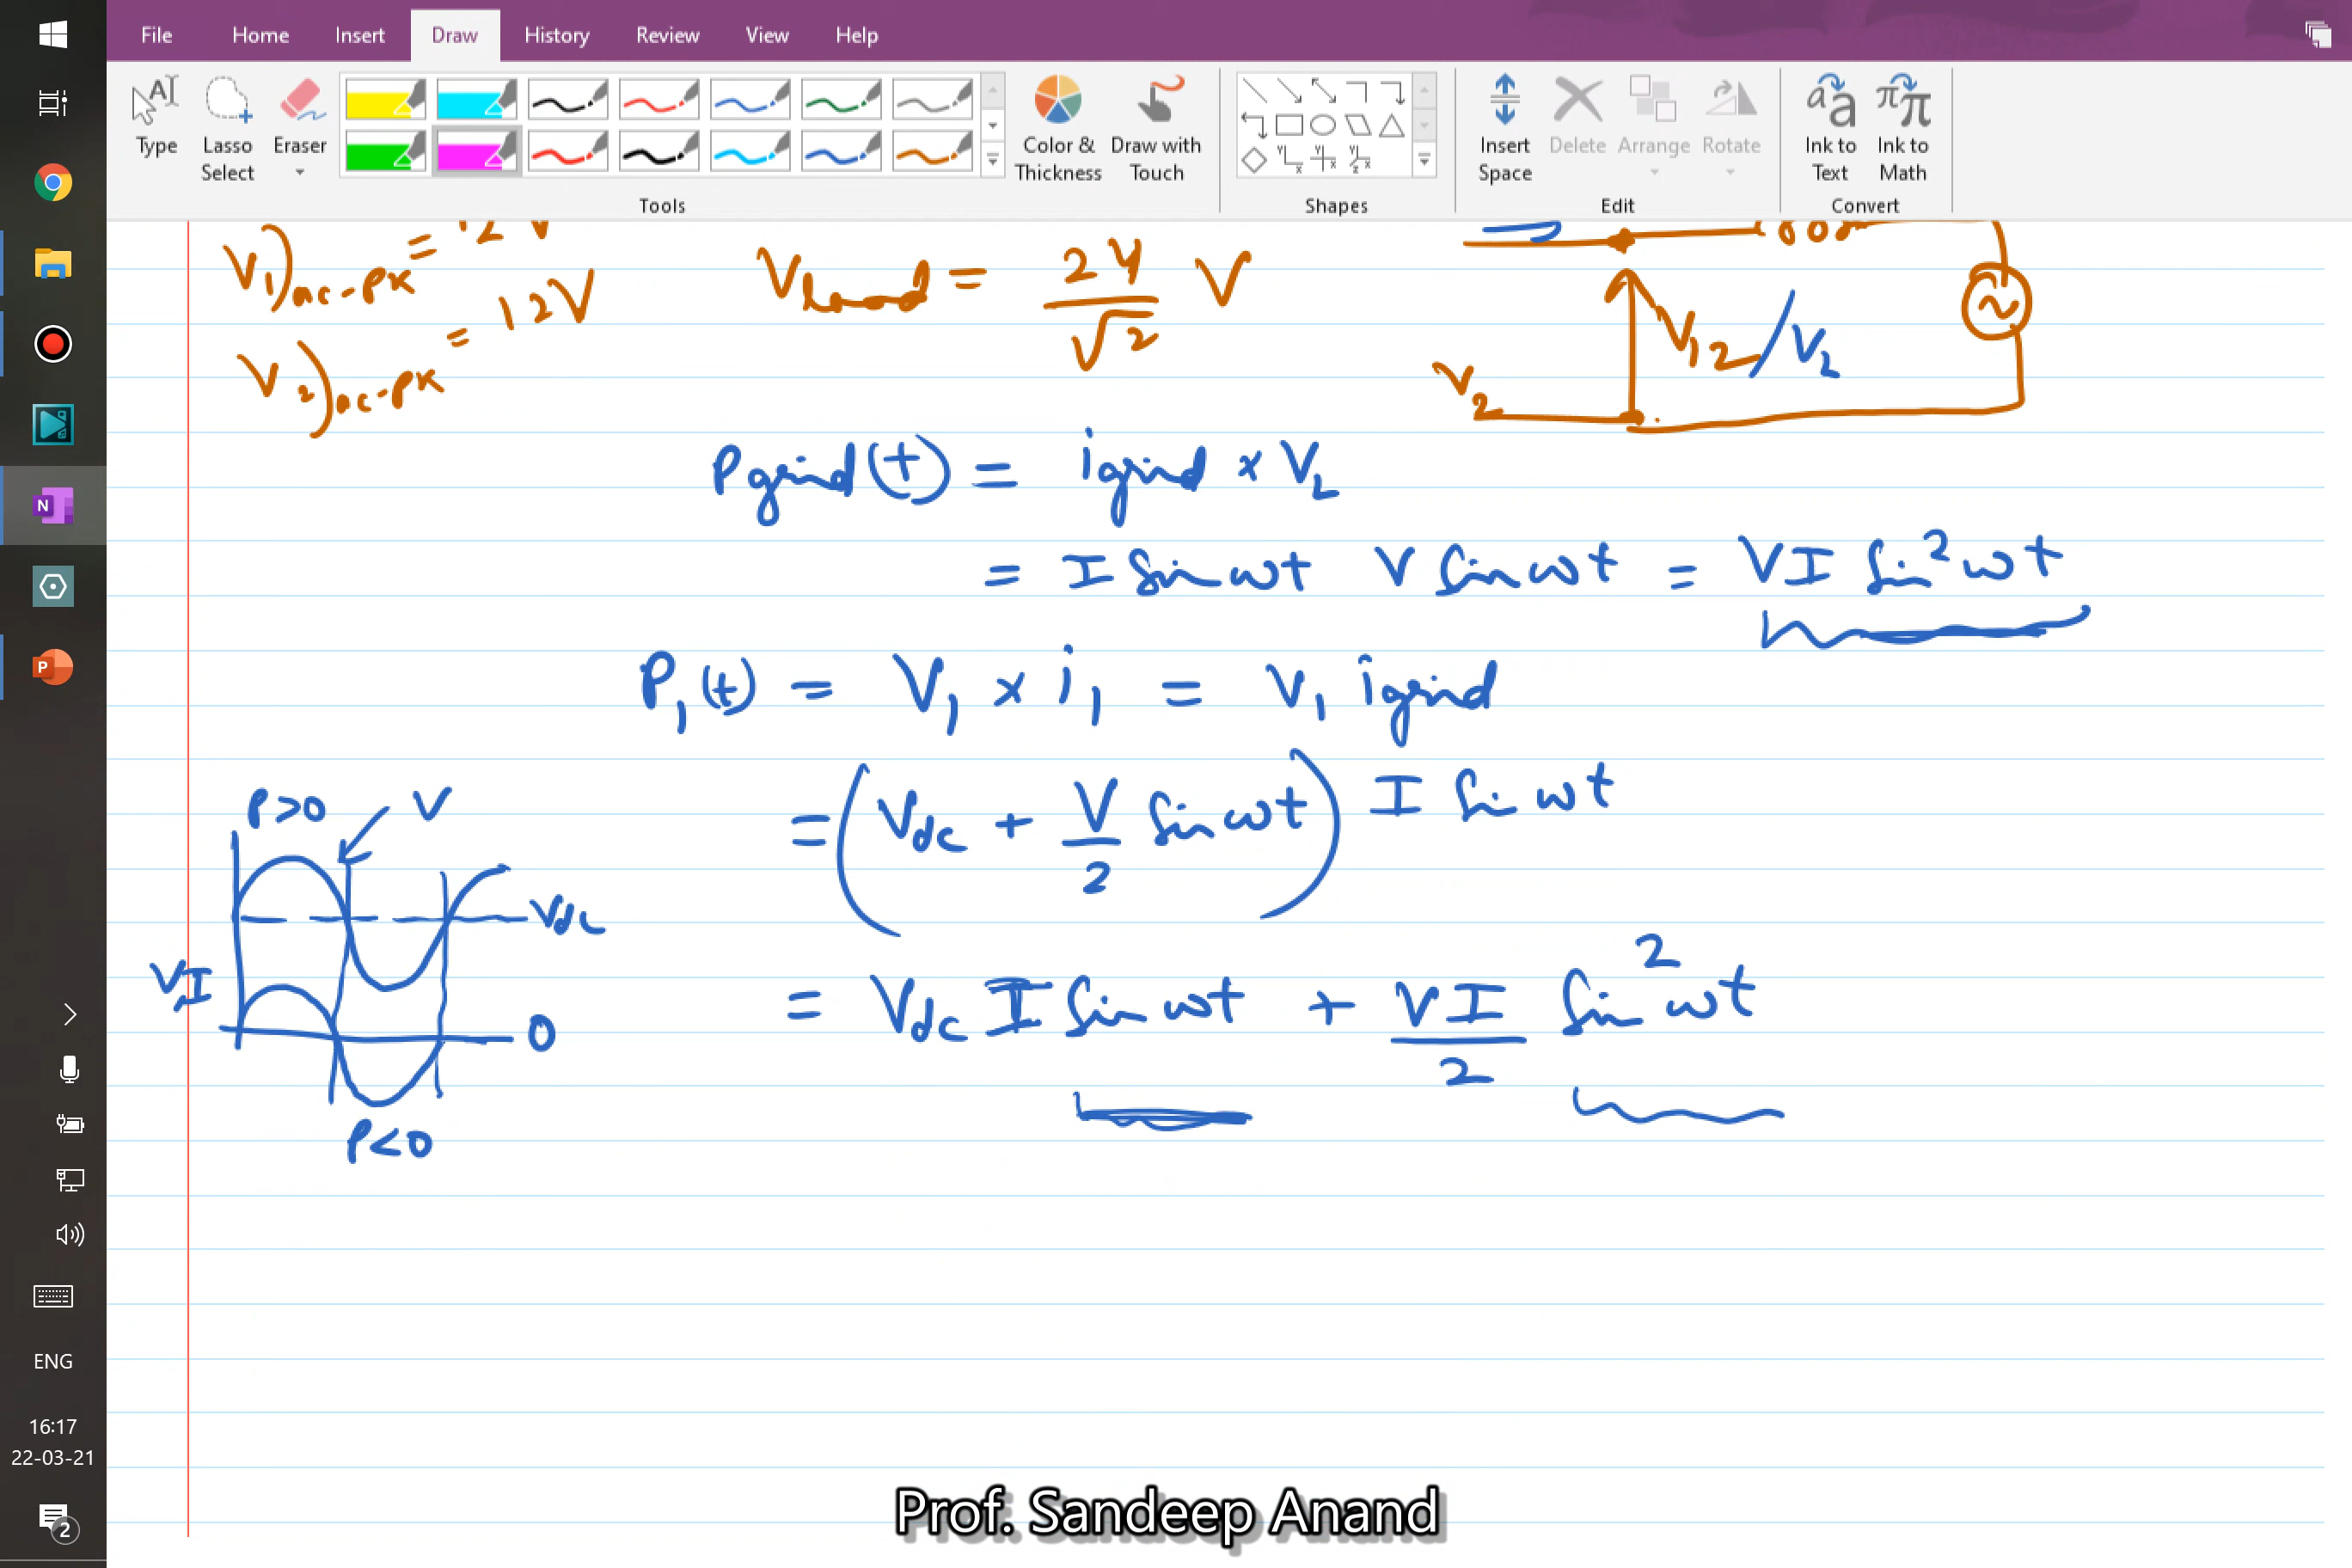 File Home Insert Draw History Review View Help
Type Lasso Select Eraser Color & Thickness Draw with Touch Insert Space Delete Arrange Rotate Ink to Text Ink to Math
Tools Shapes Edit Convert
V₁)ac-pk = 12 V
V₂)ac-pk = 12V
Vload = 24/√2 V
V₁₂/V₂
V₂
Pgrid(t) = igrid × V₂
= I Sin ωt V Sin ωt = VI Sin² ωt
P₁(t) = V₁ × i₁ = V₁ igrid
= (Vdc + V/2 Sin ωt) I Sin ωt
= Vdc I Sin ωt + VI/2 Sin² ωt
P>0 V
Vdc
V,I
0
P<0
ENG
16:17
22-03-21
2
Prof. Sandeep Anand